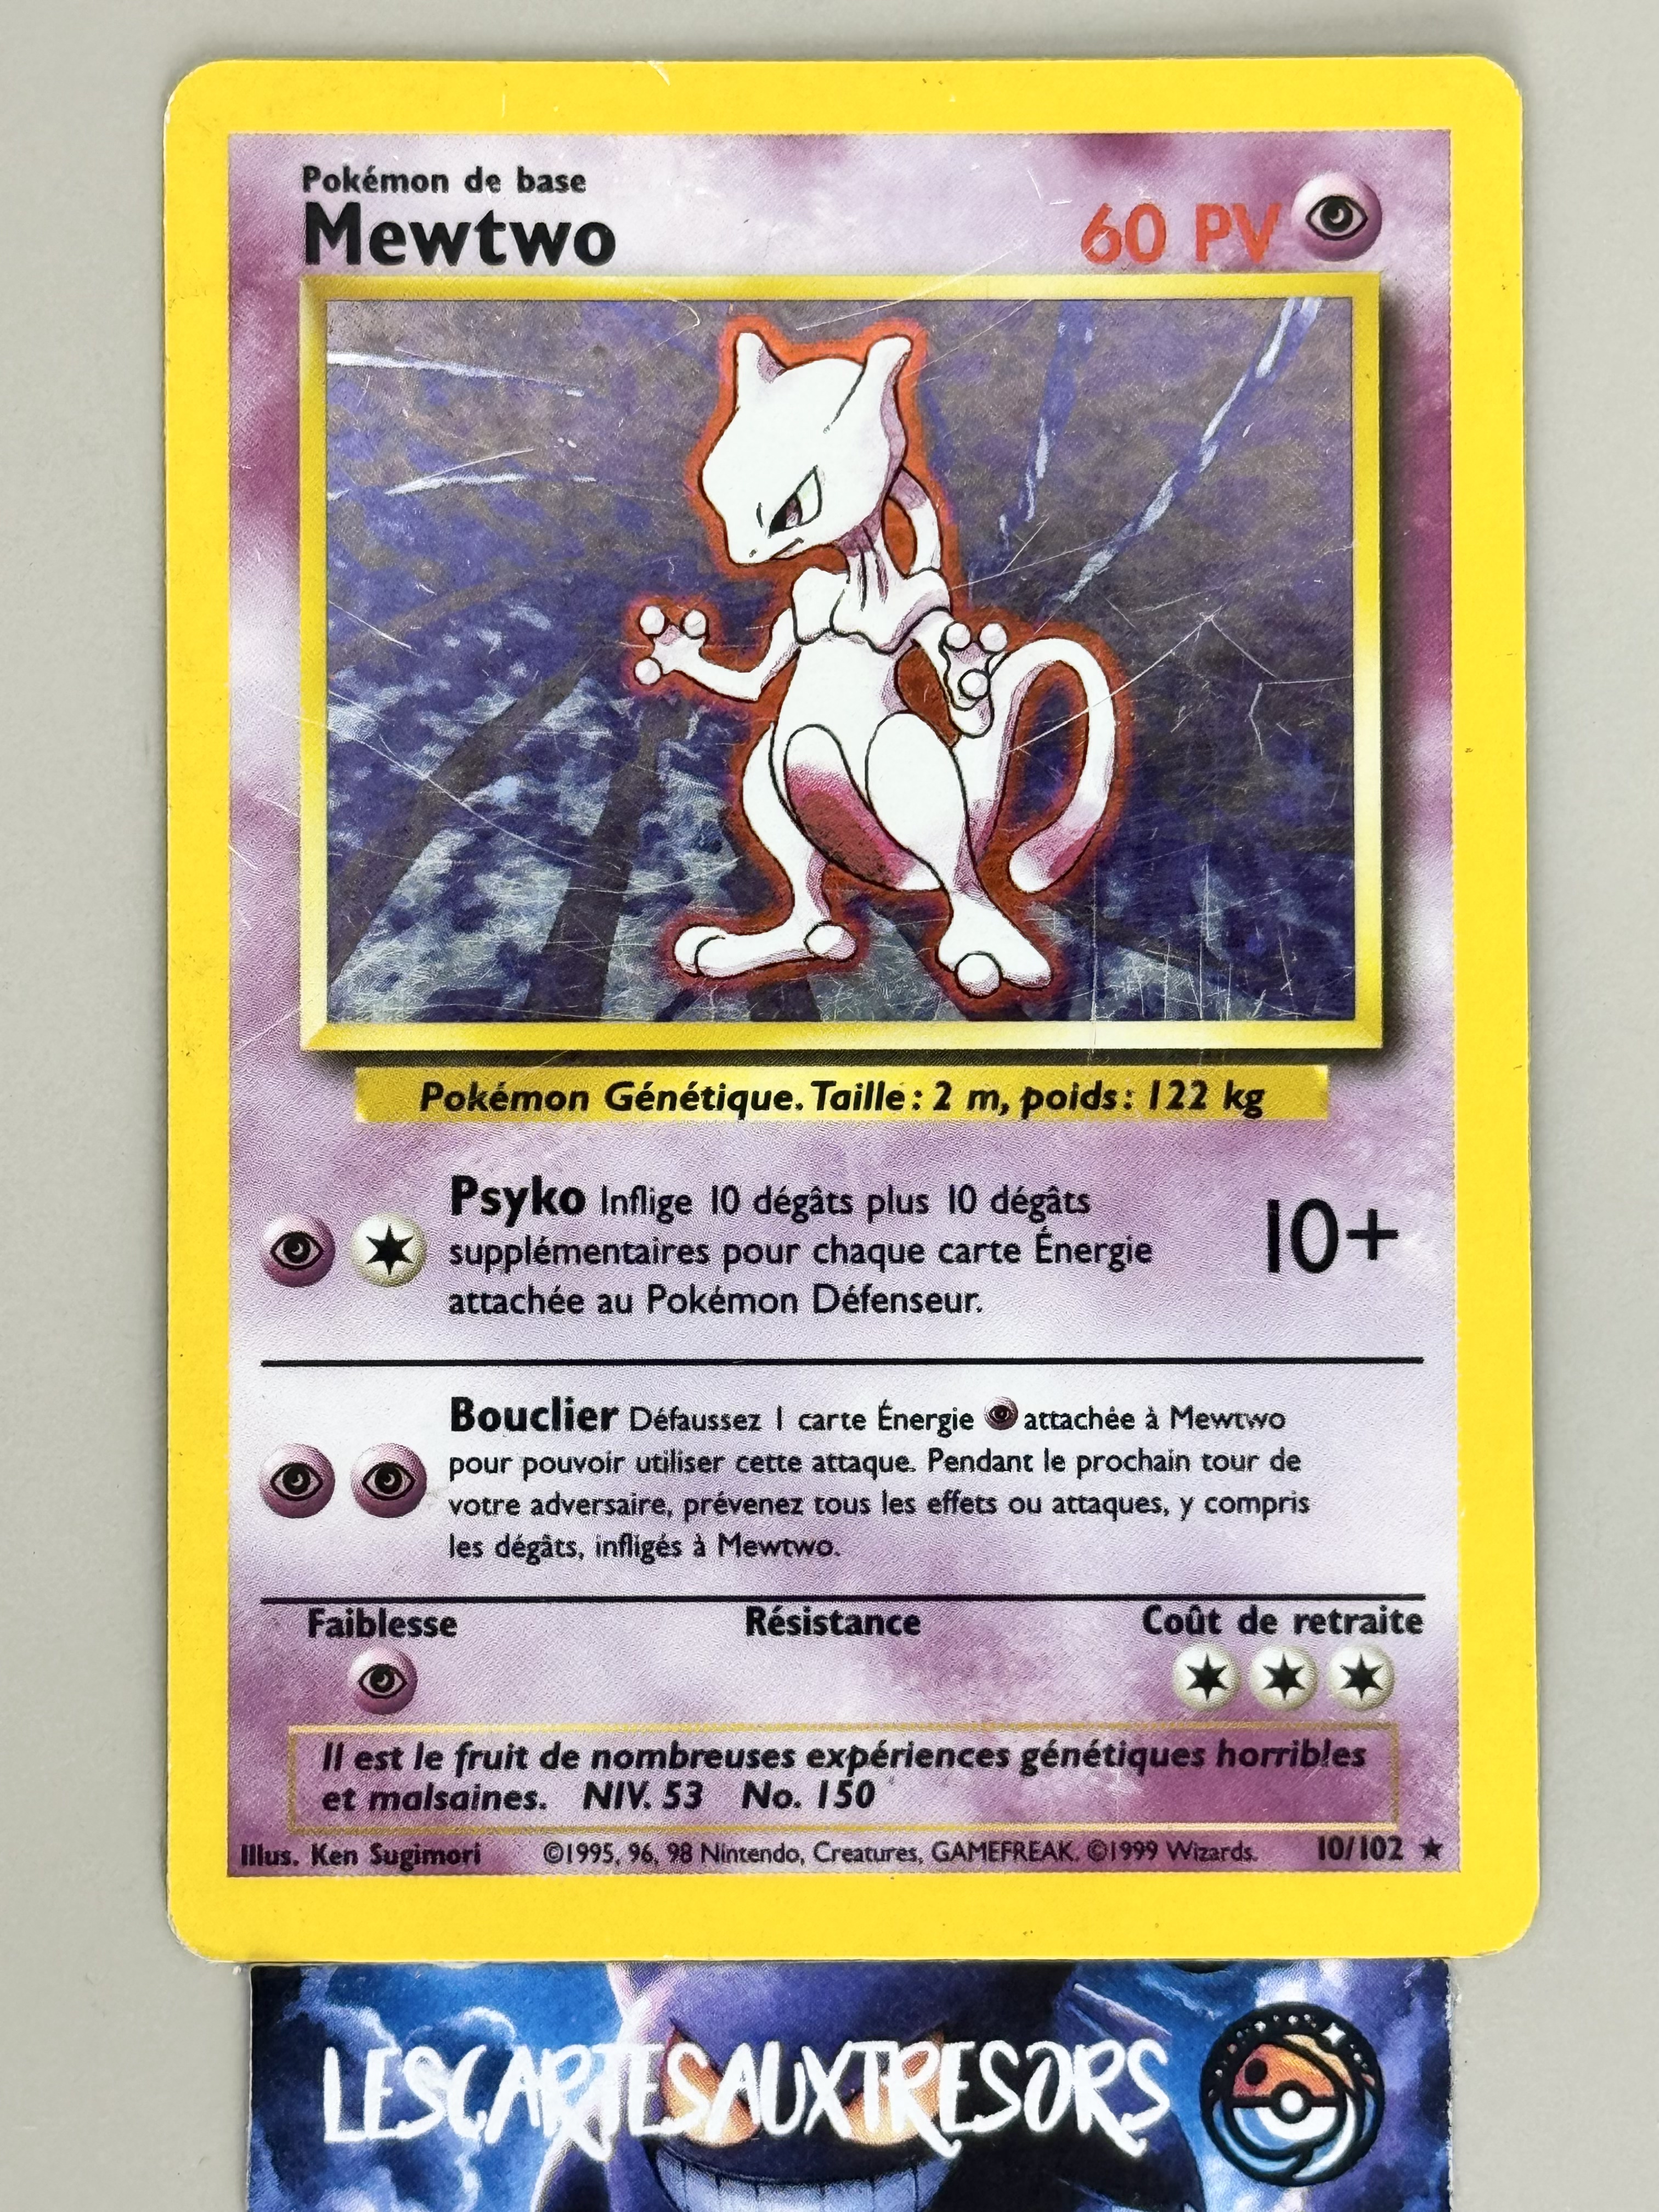 Pokémon de base
Mewtwo 60 PV
Pokémon Génétique. Taille : 2 m, poids : 122 kg
Psyko Inflige 10 dégâts plus 10 dégâts
supplémentaires pour chaque carte Énergie
attachée au Pokémon Défenseur.
10+
Bouclier Défaussez 1 carte Énergie attachée à Mewtwo
pour pouvoir utiliser cette attaque. Pendant le prochain tour de
votre adversaire, prévenez tous les effets ou attaques, y compris
les dégâts, infligés à Mewtwo.
Faiblesse Résistance Coût de retraite
Il est le fruit de nombreuses expériences génétiques horribles
et malsaines. NIV. 53 No. 150
Illus. Ken Sugimori ©1995, 96, 98 Nintendo, Creatures, GAMEFREAK. ©1999 Wizards. 10/102 ★
LESCARTESAUXTRESORS